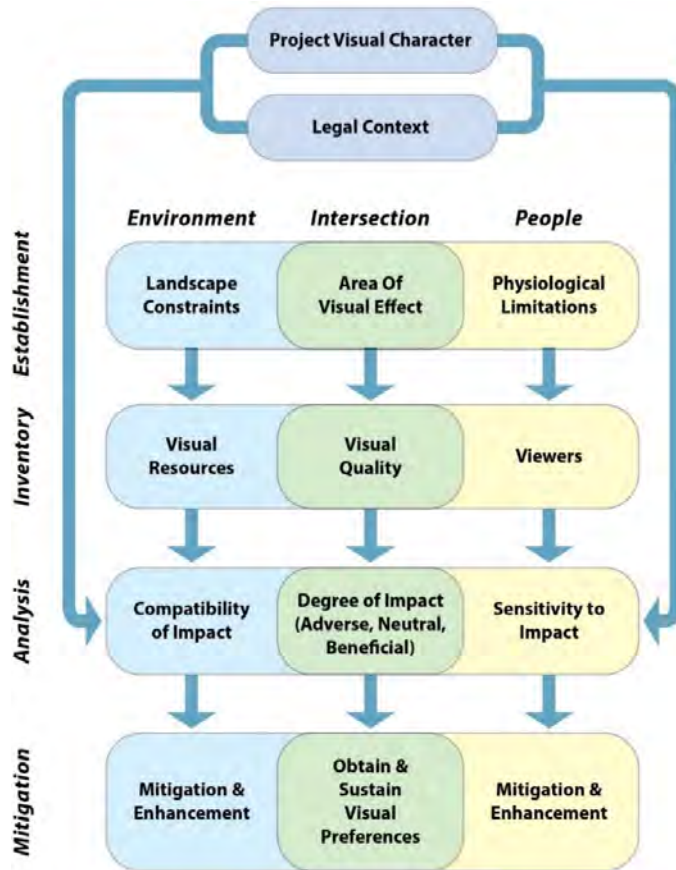 Project Visual Character
Legal Context
Environment
Intersection
People
Establishment
Landscape
Constraints
Area Of
Visual Effect
Physiological
Limitations
Inventory
Visual
Resources
Visual
Quality
Viewers
Analysis
Compatibility
of Impact
Degree of Impact
(Adverse, Neutral,
Beneficial)
Sensitivity to
Impact
Mitigation
Mitigation &
Enhancement
Obtain &
Sustain
Visual
Preferences
Mitigation &
Enhancement